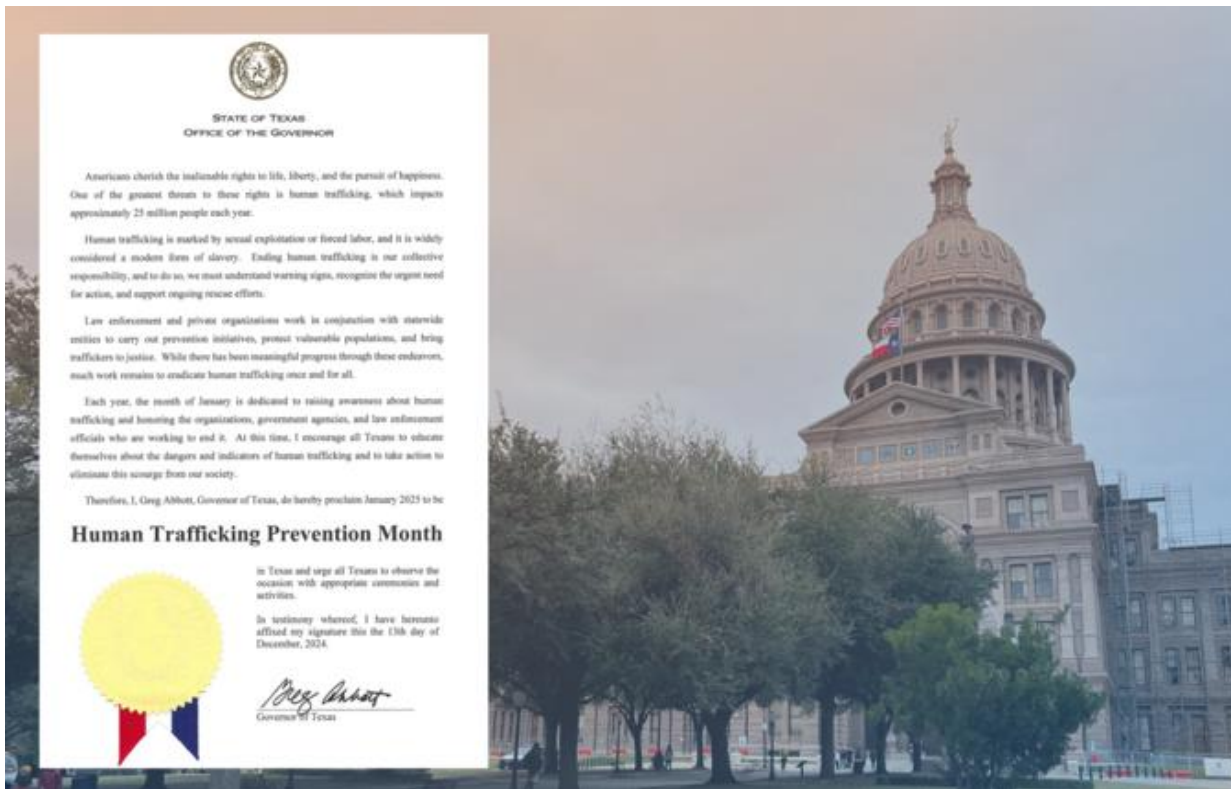 STATE OF TEXAS
OFFICE OF THE GOVERNOR
Americans cherish the inalienable rights to life, liberty, and the pursuit of happiness.
One of the greatest threats to these rights is human trafficking, which impacts
approximately 25 million people each year.
Human trafficking is marked by sexual exploitation or forced labor, and it is widely
considered a modern form of slavery. Ending human trafficking is our collective
responsibility, and to do so, we must understand warning signs, recognize the urgent need
for action, and support ongoing rescue efforts.
Law enforcement and private organizations work in conjunction with statewide
entities to carry out prevention initiatives, protect vulnerable populations, and bring
traffickers to justice. While there has been meaningful progress through these endeavors,
much work remains to eradicate human trafficking once and for all.
Each year, the month of January is dedicated to raising awareness about human
trafficking and honoring the organizations, government agencies, and law enforcement
officials who are working to end it. At this time, I encourage all Texans to educate
themselves about the dangers and indicators of human trafficking and to take action to
eliminate this scourge from our society.
Therefore, I, Greg Abbott, Governor of Texas, do hereby proclaim January 2025 to be
Human Trafficking Prevention Month
in Texas and urge all Texans to observe the
occasion with appropriate ceremonies and
activities.
In testimony whereof, I have hereunto
affixed my signature this the 13th day of
December, 2024.
Greg Abbott
Governor of Texas